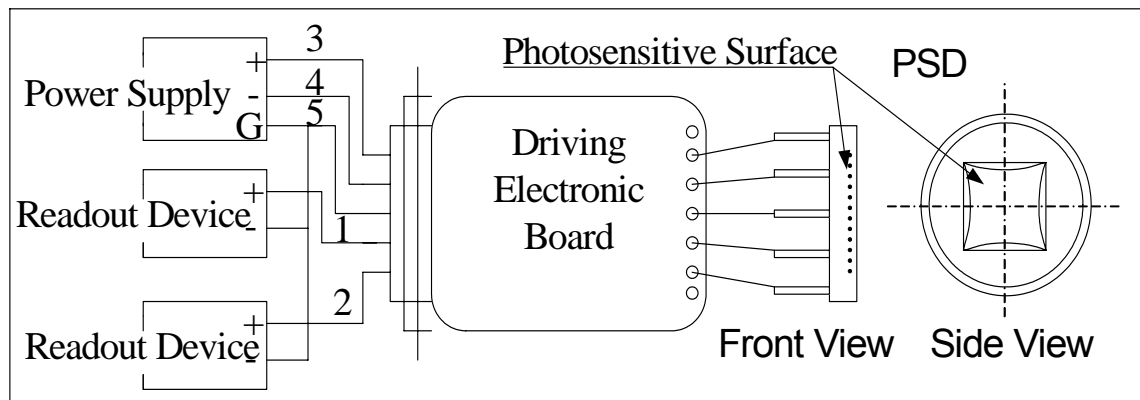 3
+
Power Supply
4
-
5
G
+
Readout Device
-
1
2
+
Readout Device
-
Driving
Electronic
Board
Photosensitive Surface
PSD
Front View
Side View